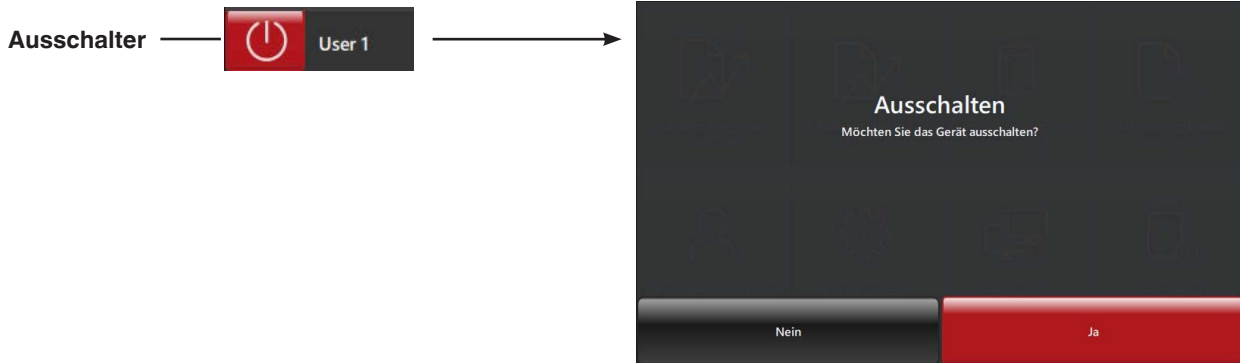 Ausschalter
User 1
Ausschalten
Möchten Sie das Gerät ausschalten?
Nein
Ja